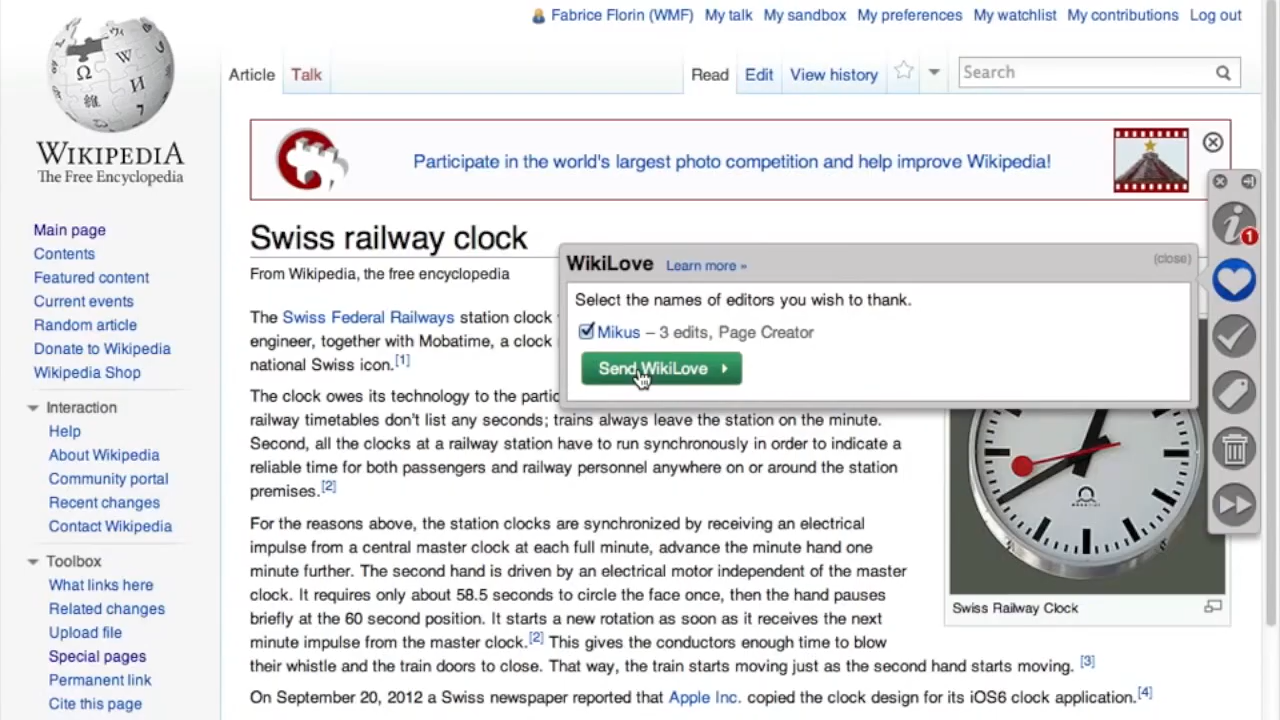 Fabrice Florin (WMF) My talk My sandbox My preferences My watchlist My contributions Log out
Article Talk Read Edit View history Search
WIKIPEDIA
The Free Encyclopedia
Participate in the world's largest photo competition and help improve Wikipedia!
Main page
Contents
Featured content
Current events
Random article
Donate to Wikipedia
Wikipedia Shop
Interaction
Help
About Wikipedia
Community portal
Recent changes
Contact Wikipedia
Toolbox
What links here
Related changes
Upload file
Special pages
Permanent link
Cite this page
Swiss railway clock
From Wikipedia, the free encyclopedia
The Swiss Federal Railways station clock
engineer, together with Mobatime, a clock
national Swiss icon.[1]
The clock owes its technology to the
railway timetables don't list any seconds; trains always leave the station on the minute.
Second, all the clocks at a railway station have to run synchronously in order to indicate a
reliable time for both passengers and railway personnel anywhere on or around the station
premises.[2]
For the reasons above, the station clocks are synchronized by receiving an electrical
impulse from a central master clock at each full minute, advance the minute hand one
minute further. The second hand is driven by an electrical motor independent of the master
clock. It requires only about 58.5 seconds to circle the face once, then the hand pauses
briefly at the 60 second position. It starts a new rotation as soon as it receives the next
minute impulse from the master clock.[2] This gives the conductors enough time to blow
their whistle and the train doors to close. That way, the train starts moving just as the second hand starts moving. [3]
On September 20, 2012 a Swiss newspaper reported that Apple Inc. copied the clock design for its iOS6 clock application.[4]
WikiLove Learn more » (close)
Select the names of editors you wish to thank.
Mikus – 3 edits, Page Creator
Send WikiLove
1
Swiss Railway Clock